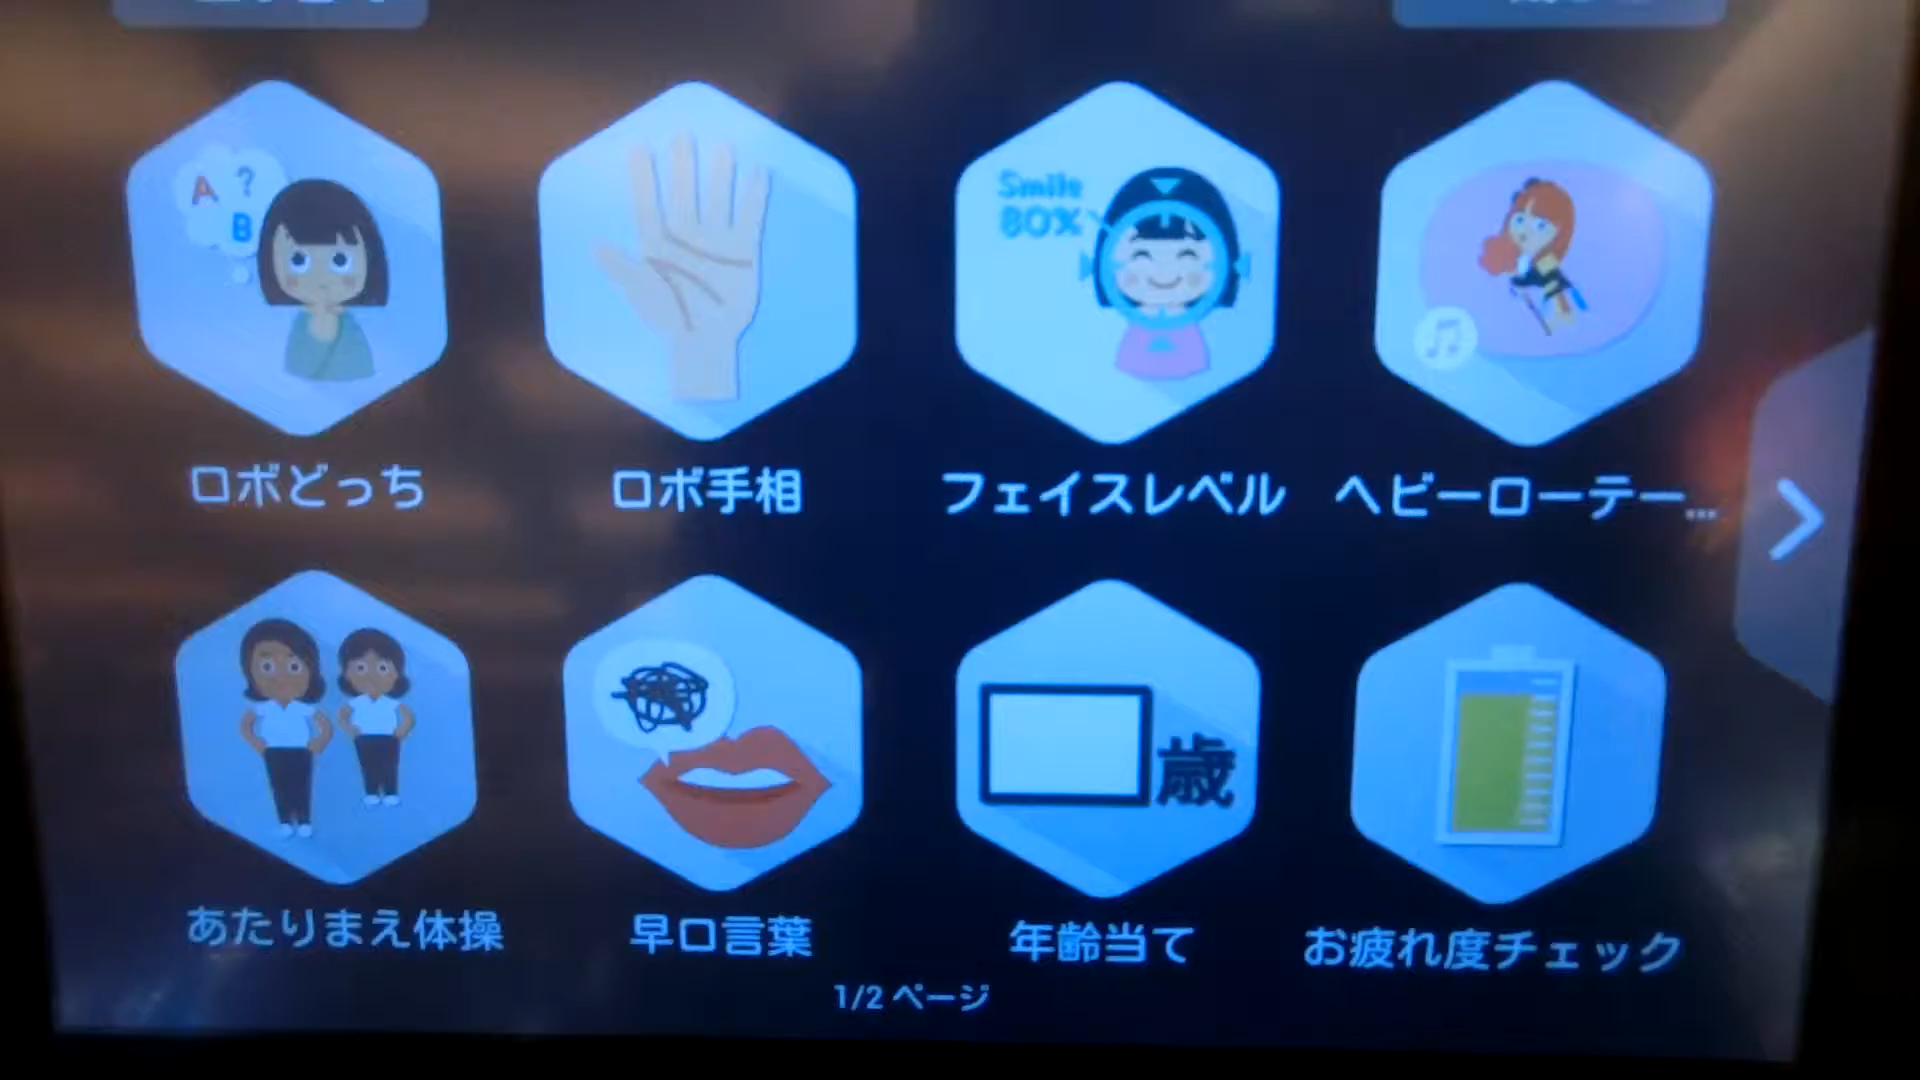 A ?
B
Smile
80%
ロボどっち
ロボ手相
フェイスレベル
ヘビーローテー...
歳
あたりまえ体操
早口言葉
年齢当て
お疲れ度チェック
1/2 ページ